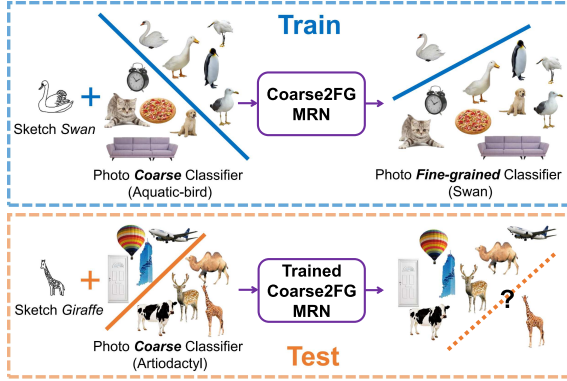 Train
Sketch Swan
+
Photo Coarse Classifier
(Aquatic-bird)
Coarse2FG
MRN
Photo Fine-grained Classifier
(Swan)
Sketch Giraffe
+
Photo Coarse Classifier
(Artiodactyl)
Trained
Coarse2FG
MRN
?
Test